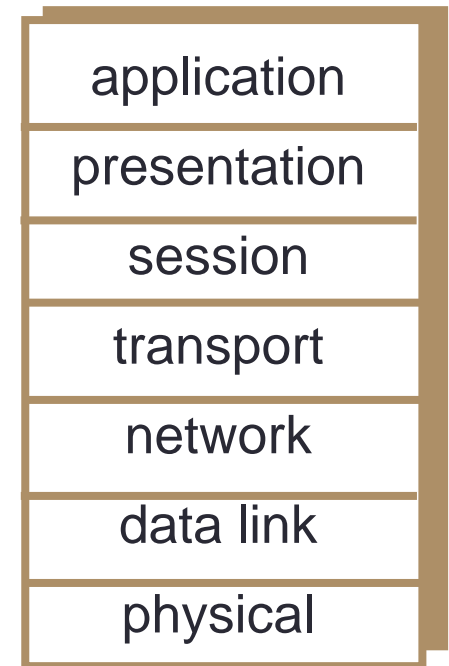 application
presentation
session
transport
network
data link
physical